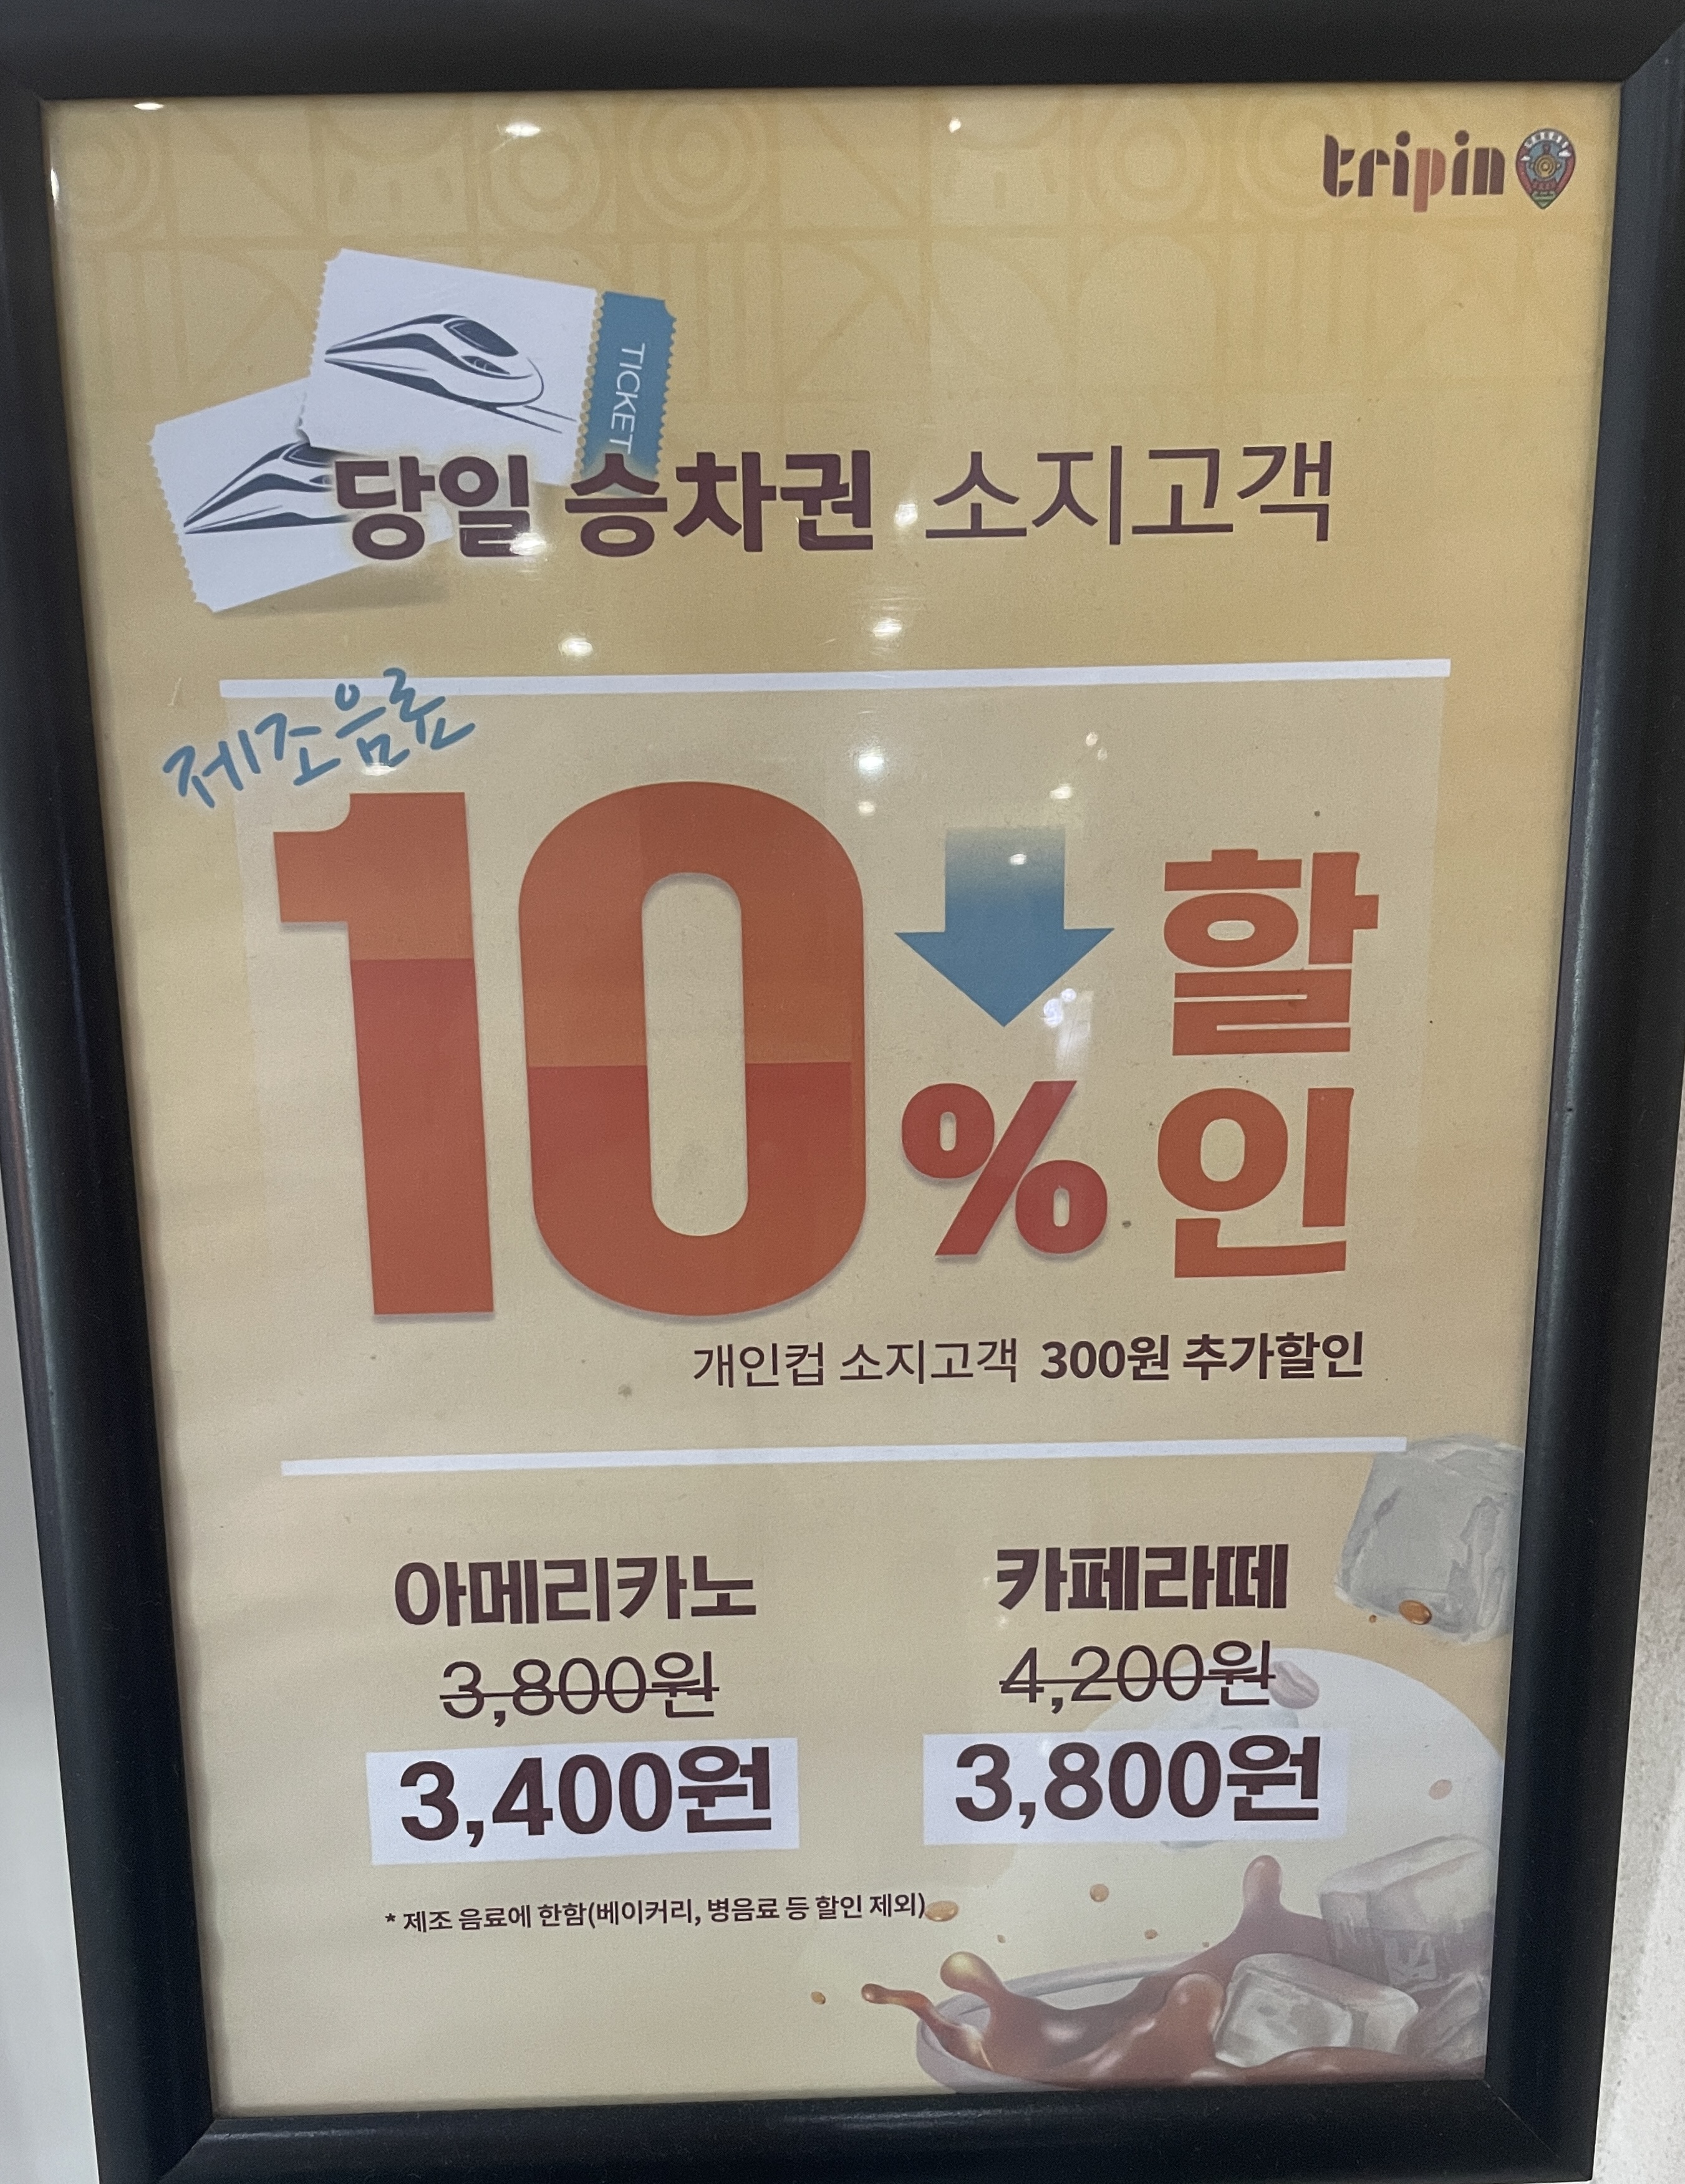 tripin
TICKET
당일 승차권 소지고객
제조음료
10%
할인
개인컵 소지고객 300원 추가할인
아메리카노
3,800원
3,400원
카페라떼
4,200원
3,800원
* 제조 음료에 한함(베이커리, 병음료 등 할인 제외)